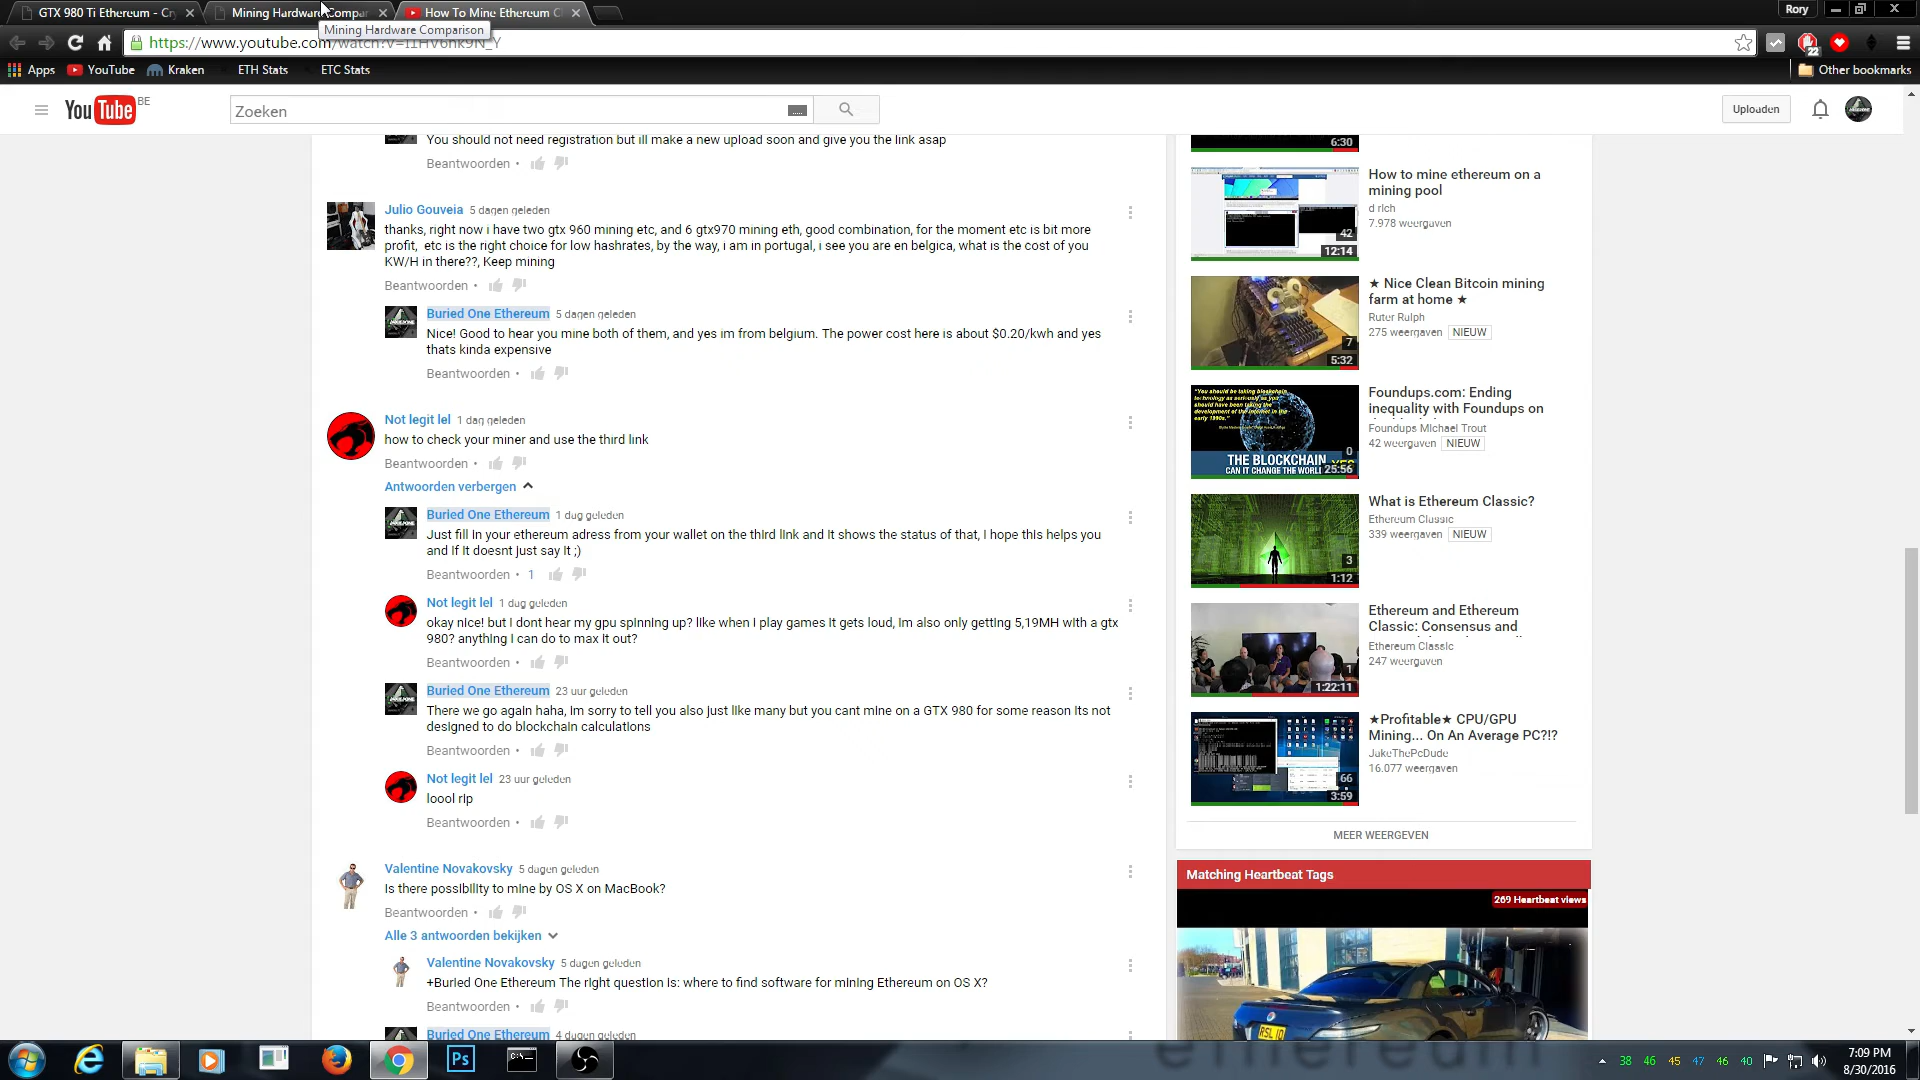 GTX 980 Ti Ethereum - Cry
Mining Hardware Compar
How To Mine Ethereum C
Rory
Mining Hardware Comparison
https://www.youtube.com/watch?v=
Apps
YouTube
Kraken
ETH Stats
ETC Stats
Other bookmarks
22
YouTube BE
Zoeken
Uploaden
You should not need registration but ill make a new upload soon and give you the link asap
Beantwoorden •
Julio Gouveia 5 dagen geleden
thanks, right now i have two gtx 960 mining etc, and 6 gtx970 mining eth, good combination, for the moment etc is bit more
profit, etc is the right choice for low hashrates, by the way, i am in portugal, i see you are en belgica, what is the cost of you
KW/H in there??, Keep mining
Beantwoorden •
Buried One Ethereum 5 dagen geleden
Nice! Good to hear you mine both of them, and yes im from belgium. The power cost here is about $0.20/kwh and yes
thats kinda expensive
Beantwoorden •
Not legit lel 1 dag geleden
how to check your miner and use the third link
Beantwoorden •
Antwoorden verbergen
Buried One Ethereum 1 dag geleden
Just fill in your ethereum adress from your wallet on the third link and it shows the status of that, I hope this helps you
and if it doesnt just say it ;)
Beantwoorden • 1
Not legit lel 1 dag geleden
okay nice! but I dont hear my gpu spinning up? like when I play games it gets loud, im also only getting 5,19MH with a gtx
980? anything I can do to max it out?
Beantwoorden •
Buried One Ethereum 23 uur geleden
There we go again haha, im sorry to tell you also just like many but you cant mine on a GTX 980 for some reason its not
designed to do blockchain calculations
Beantwoorden •
Not legit lel 23 uur geleden
loool rip
Beantwoorden •
Valentine Novakovsky 5 dagen geleden
Is there possibility to mine by OS X on MacBook?
Beantwoorden •
Alle 3 antwoorden bekijken
Valentine Novakovsky 5 dagen geleden
+Buried One Ethereum The right question is: where to find software for mining Ethereum on OS X?
Beantwoorden •
Buried One Ethereum 4 dagen geleden
6:30
How to mine ethereum on a
mining pool
d rich
7.978 weergaven
42
12:14
★ Nice Clean Bitcoin mining
farm at home ★
Ruter Rulph
275 weergaven NIEUW
7
5:32
Foundups.com: Ending
inequality with Foundups on
Foundups Michael Trout
42 weergaven NIEUW
THE BLOCKCHAIN
CAN IT CHANGE THE WORLD
0
25:56
What is Ethereum Classic?
Ethereum Classic
339 weergaven NIEUW
3
1:12
Ethereum and Ethereum
Classic: Consensus and
Ethereum Classic
247 weergaven
1
1:22:11
★Profitable★ CPU/GPU
Mining... On An Average PC?!?
JakeThePcDude
16.077 weergaven
66
3:59
MEER WEERGEVEN
Matching Heartbeat Tags
269 Heartbeat views
ethereum
Ps
38 46 45 47 46 40
7:09 PM
8/30/2016